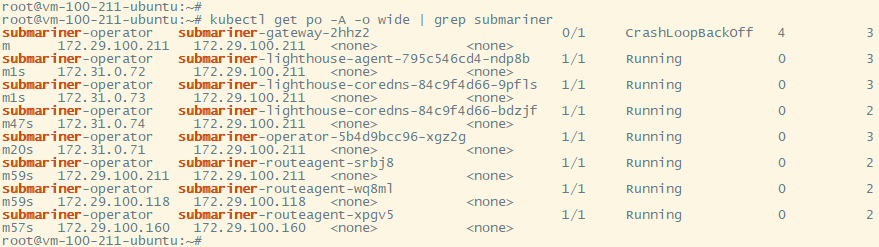 root@vm-100-211-ubuntu:~#
root@vm-100-211-ubuntu:~# kubectl get po -A -o wide | grep submariner
submariner-operator   submariner-gateway-2hhz2                         0/1     CrashLoopBackOff   4          3
m      172.29.100.211   172.29.100.211   <none>           <none>
submariner-operator   submariner-lighthouse-agent-795c546cd4-ndp8b     1/1     Running            0          3
m1s    172.31.0.72      172.29.100.211   <none>           <none>
submariner-operator   submariner-lighthouse-coredns-84c9f4d66-9pfls    1/1     Running            0          3
m1s    172.31.0.73      172.29.100.211   <none>           <none>
submariner-operator   submariner-lighthouse-coredns-84c9f4d66-bdzjf    1/1     Running            0          2
m47s   172.31.0.74      172.29.100.211   <none>           <none>
submariner-operator   submariner-operator-5b4d9bcc96-xgz2g             1/1     Running            0          3
m20s   172.31.0.71      172.29.100.211   <none>           <none>
submariner-operator   submariner-routeagent-srbj8                      1/1     Running            0          2
m59s   172.29.100.211   172.29.100.211   <none>           <none>
submariner-operator   submariner-routeagent-wq8ml                      1/1     Running            0          2
m59s   172.29.100.118   172.29.100.118   <none>           <none>
submariner-operator   submariner-routeagent-xpgv5                      1/1     Running            0          2
m57s   172.29.100.160   172.29.100.160   <none>           <none>
root@vm-100-211-ubuntu:~#